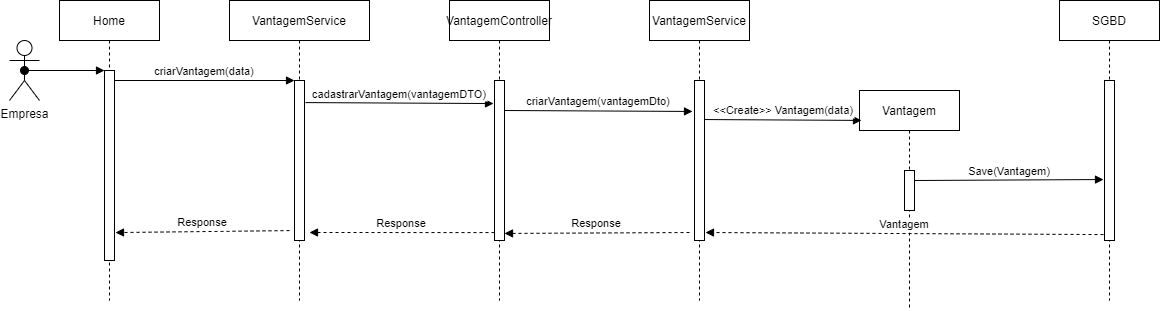 Home
VantagemService
VantagemController
VantagemService
SGBD
Empresa
criarVantagem(data)
cadastrarVantagem(vantagemDTO)
criarVantagem(vantagemDto)
<<Create>> Vantagem(data)
Vantagem
Save(Vantagem)
Response
Response
Response
Vantagem